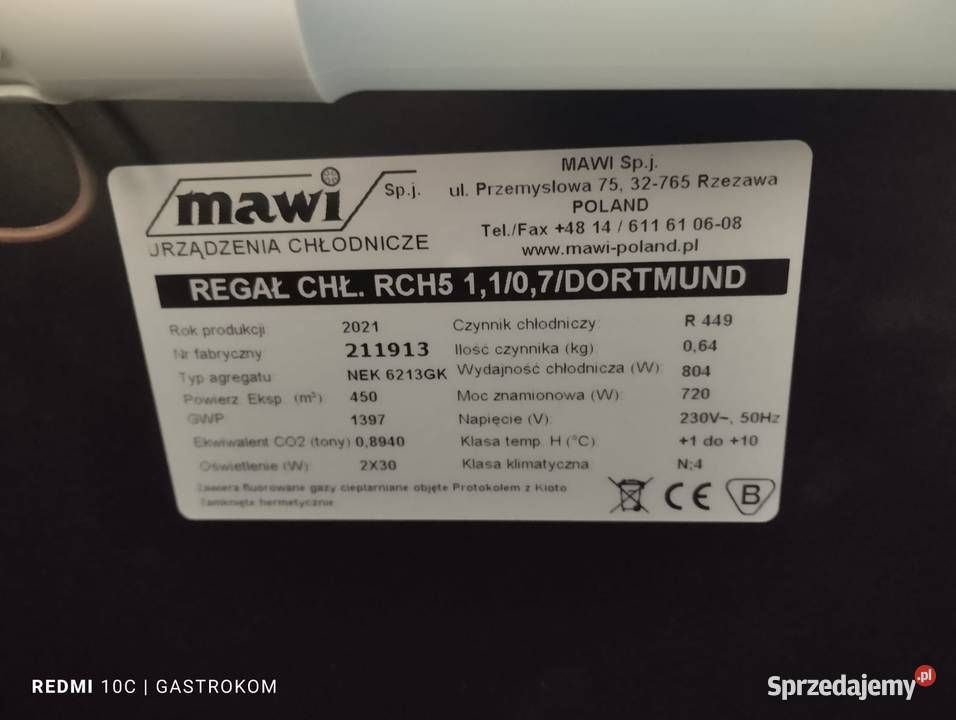 mawi Sp.j.
URZĄDZENIA CHŁODNICZE
MAWI Sp.j.
ul. Przemysłowa 75, 32-765 Rzezawa
POLAND
Tel./Fax +48 14 / 611 61 06-08
www.mawi-poland.pl
REGAŁ CHŁ. RCH5 1,1/0,7/DORTMUND
Rok produkcji: 2021 Czynnik chłodniczy: R 449
Nr fabryczny: 211913 Ilość czynnika (kg): 0,64
Typ agregatu: NEK 6213GK Wydajność chłodnicza (W): 804
Powierz Eksp (m²): 450 Moc znamionowa (W): 720
GWP: 1397 Napięcie (V): 230V~, 50Hz
Ekwiwalent CO2 (tony) 0,8940 Klasa temp. H (°C): +1 do +10
Oświetlenie (W): 2X30 Klasa klimatyczna: N;4
Zawiera fluorowane gazy cieplarniane objęte Protokołem z Kioto
Zamknięte hermetycznie
CE B
REDMI 10C | GASTROKOM
Sprzedajemy.pl